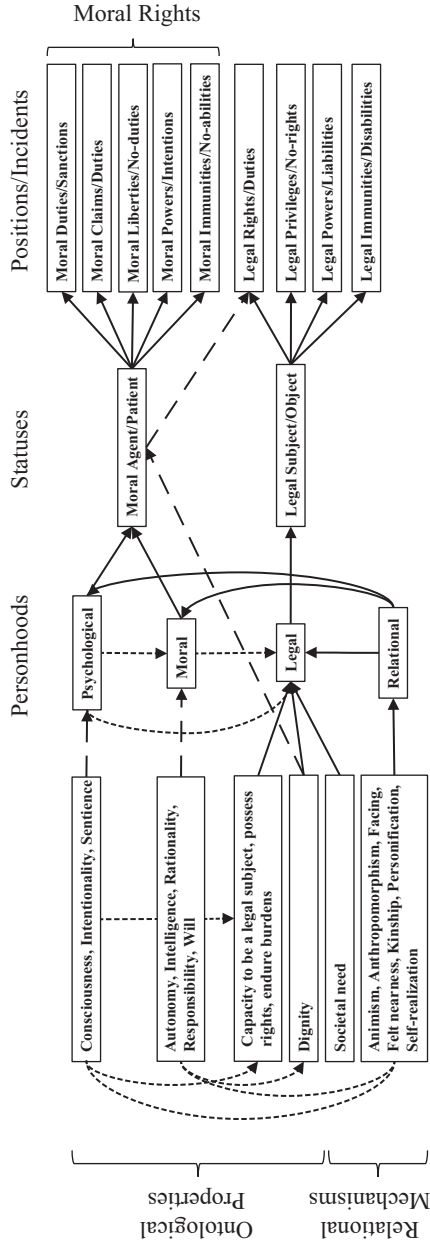 Moral Rights
Personhoods
Statuses
Positions/Incidents
Ontological
Properties
Relational
Mechanisms
Consciousness, Intentionality, Sentience
Autonomy, Intelligence, Rationality,
Responsibility, Will
Capacity to be a legal subject, possess
rights, endure burdens
Dignity
Societal need
Animism, Anthropomorphism, Facing,
Felt nearness, Kinship, Personification,
Self-realization
Psychological
Moral
Legal
Relational
Moral Agent/Patient
Legal Subject/Object
Moral Duties/Sanctions
Moral Claims/Duties
Moral Liberties/No-duties
Moral Powers/Intentions
Moral Immunities/No-abilities
Legal Rights/Duties
Legal Privileges/No-rights
Legal Powers/Liabilities
Legal Immunities/Disabilities